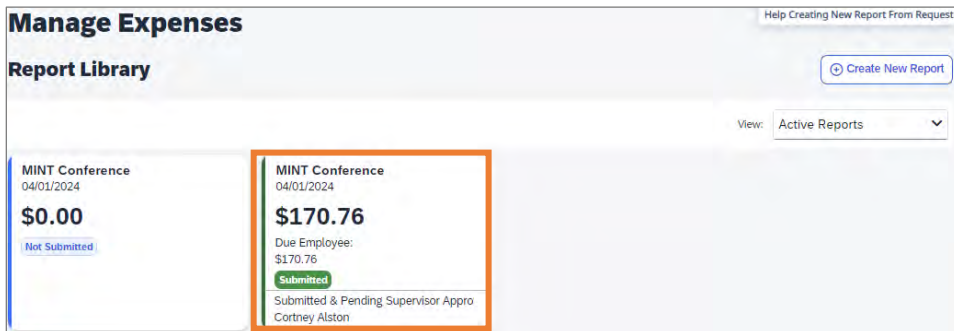 Manage Expenses
Help Creating New Report From Request
Report Library
Create New Report
View: Active Reports
MINT Conference
04/01/2024
$0.00
Not Submitted
MINT Conference
04/01/2024
$170.76
Due Employee:
$170.76
Submitted
Submitted & Pending Supervisor Appro
Cortney Alston